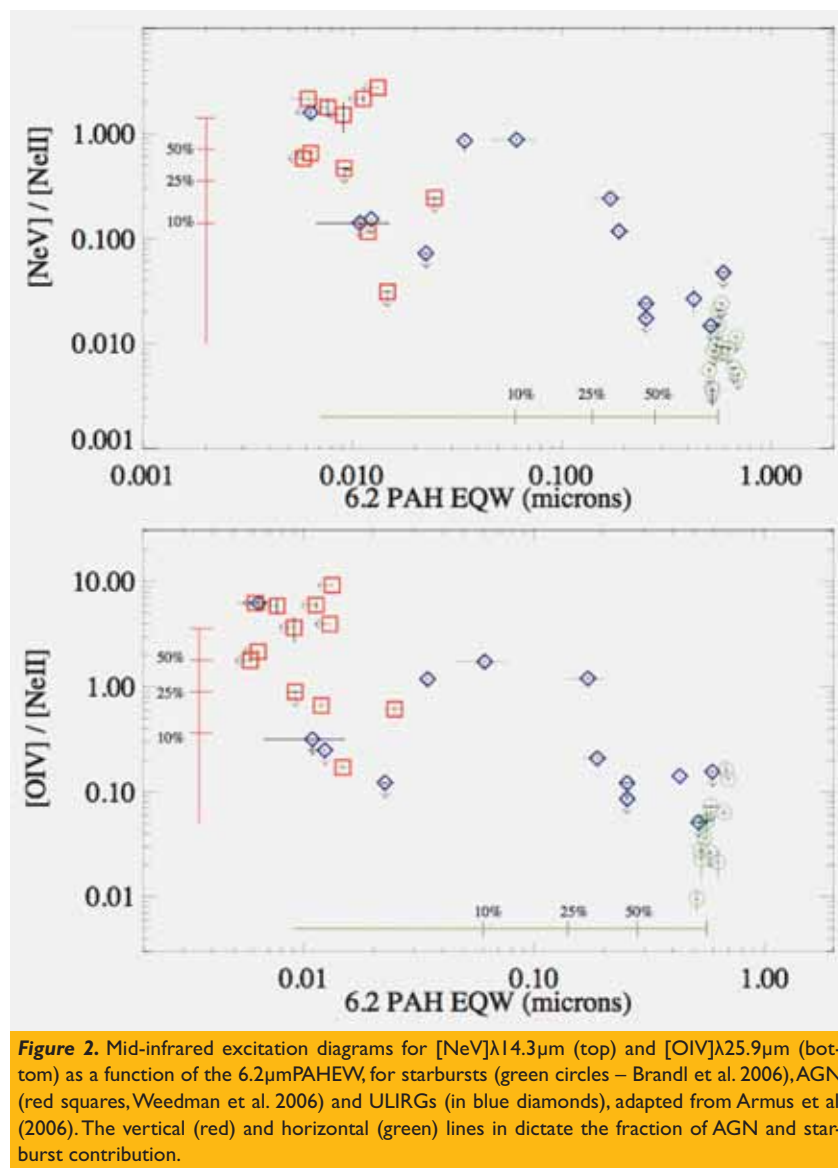 [NeV] / [NeII]
1.000
0.100
0.010
0.001
50%
25%
10%
10% 25% 50%
0.001 0.010 0.100 1.000
6.2 PAH EQW (microns)
[OIV] / [NeII]
10.00
1.00
0.10
0.01
50%
25%
10%
10% 25% 50%
0.01 0.10 1.00
6.2 PAH EQW (microns)
Figure 2. Mid-infrared excitation diagrams for [NeV]λ14.3µm (top) and [OIV]λ25.9µm (bot-
tom) as a function of the 6.2µmPAHEW, for starbursts (green circles – Brandl et al. 2006), AGN
(red squares, Weedman et al. 2006) and ULIRGs (in blue diamonds), adapted from Armus et al
(2006). The vertical (red) and horizontal (green) lines in dictate the fraction of AGN and star-
burst contribution.